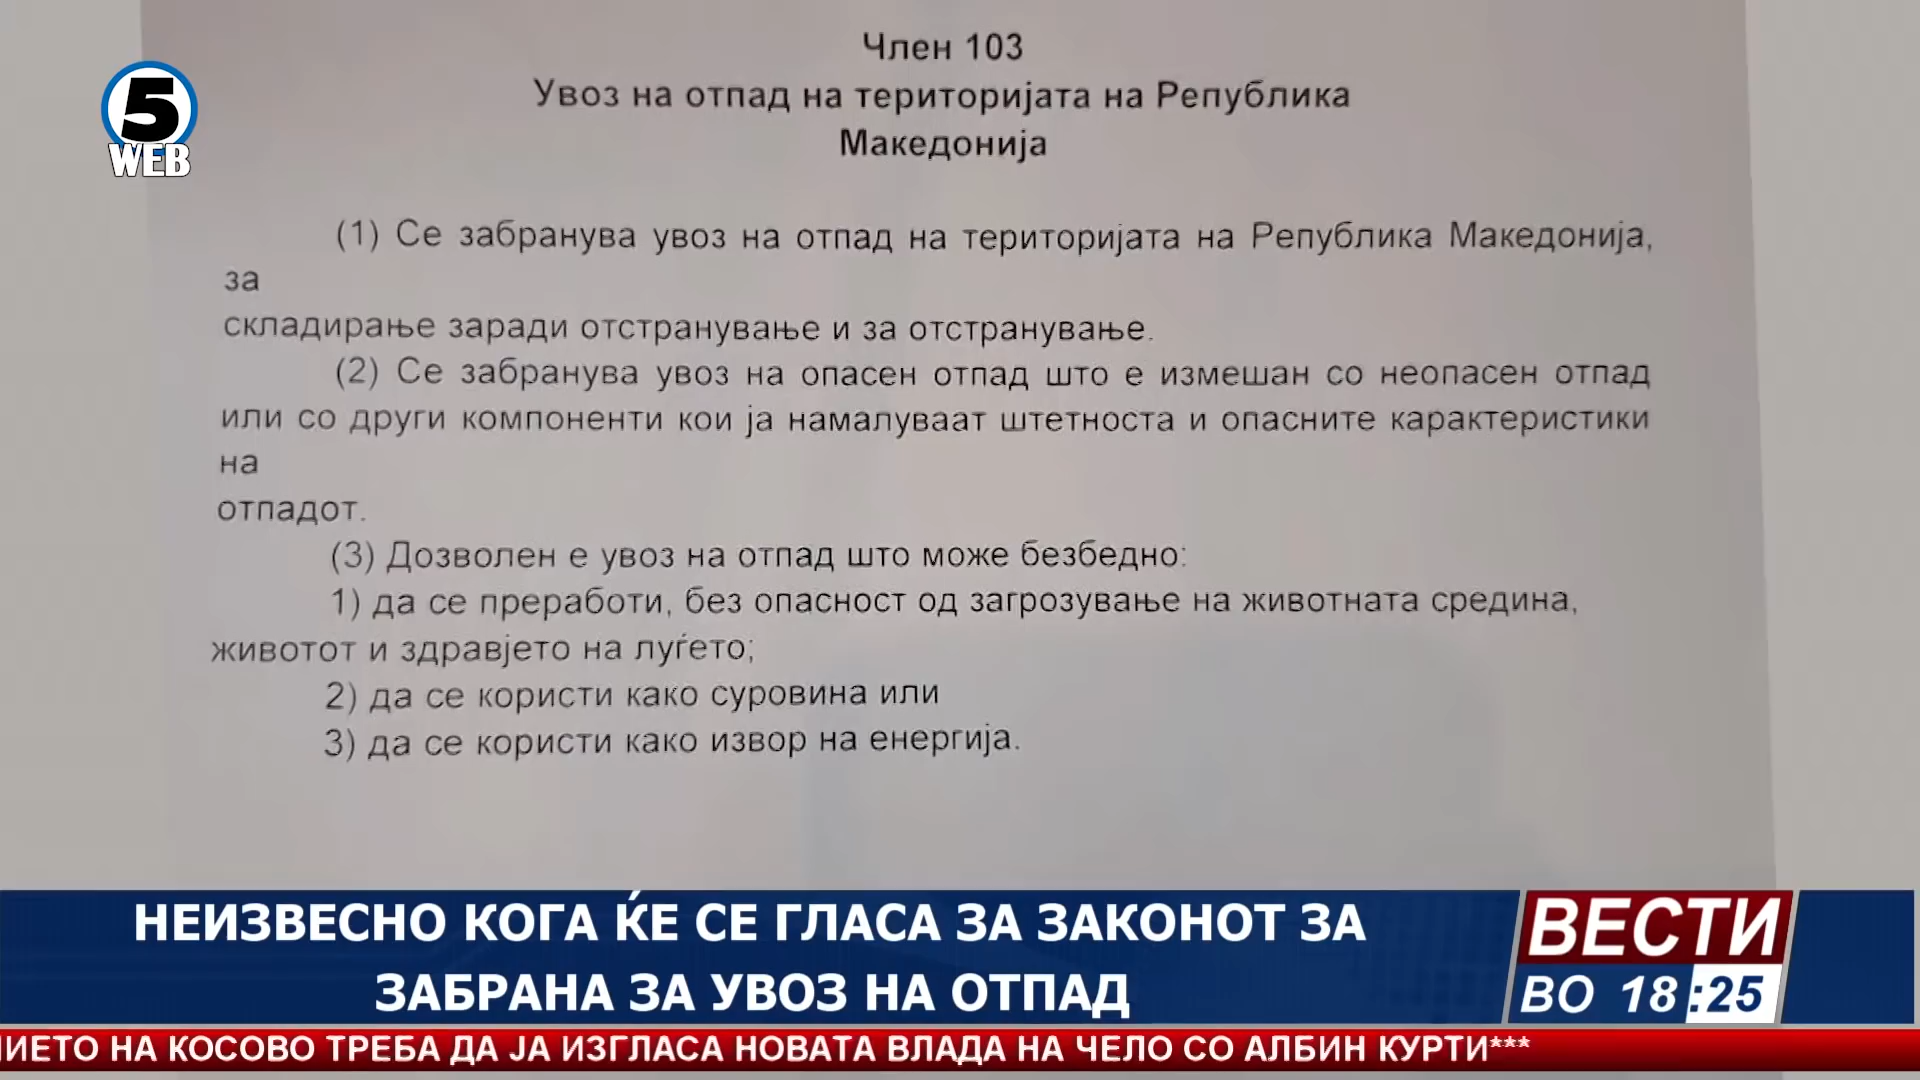 5
WEB
Член 103
Увоз на отпад на територијата на Република
Македонија
(1) Се забранува увоз на отпад на територијата на Република Македонија,
за
складирање заради отстранување и за отстранување.
(2) Се забранува увоз на опасен отпад што е измешан со неопасен отпад
или со други компоненти кои ја намалуваат штетноста и опасните карактеристики
на
отпадот.
(3) Дозволен е увоз на отпад што може безбедно:
1) да се преработи, без опасност од загрозување на животната средина,
животот и здравјето на луѓето;
2) да се користи како суровина или
3) да се користи како извор на енергија.
НЕИЗВЕСНО КОГА ЌЕ СЕ ГЛАСА ЗА ЗАКОНОТ ЗА
ЗАБРАНА ЗА УВОЗ НА ОТПАД
ВЕСТИ
ВО 18:25
НА КОСОВО ТРЕБА ДА ЈА ИЗГЛАСА НОВАТА ВЛАДА НА ЧЕЛО СО АЛБИН КУРТИ***